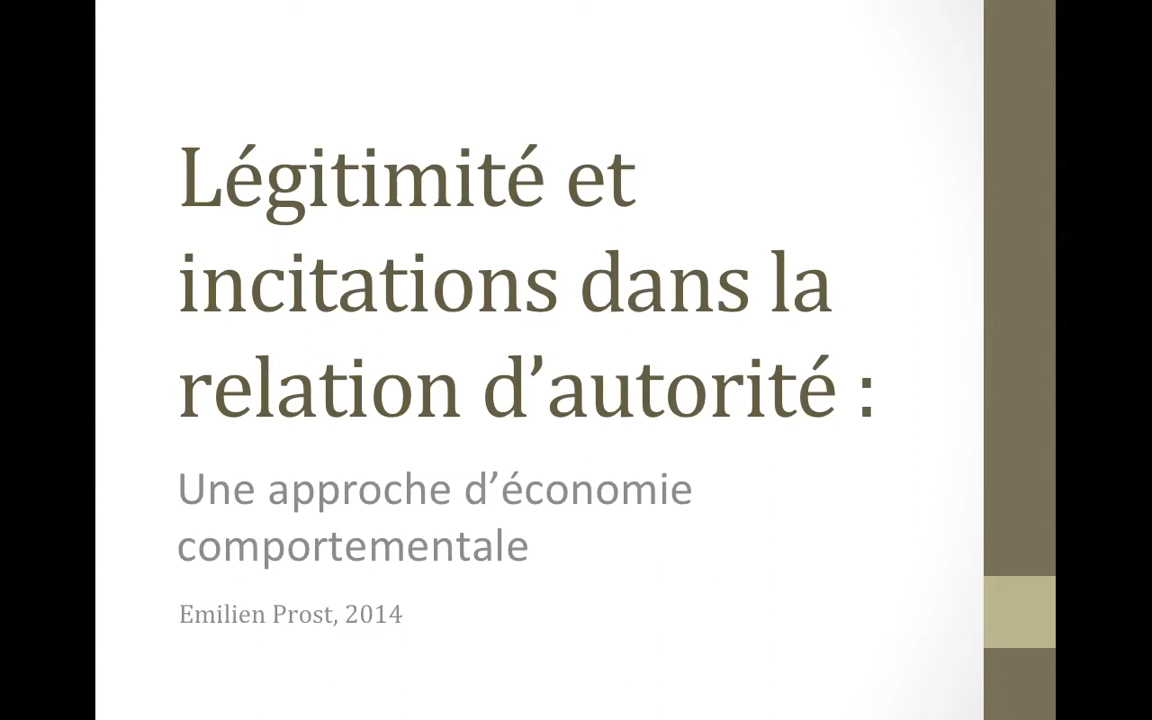 Légitimité et
incitations dans la
relation d’autorité :
Une approche d’économie
comportementale
Emilien Prost, 2014